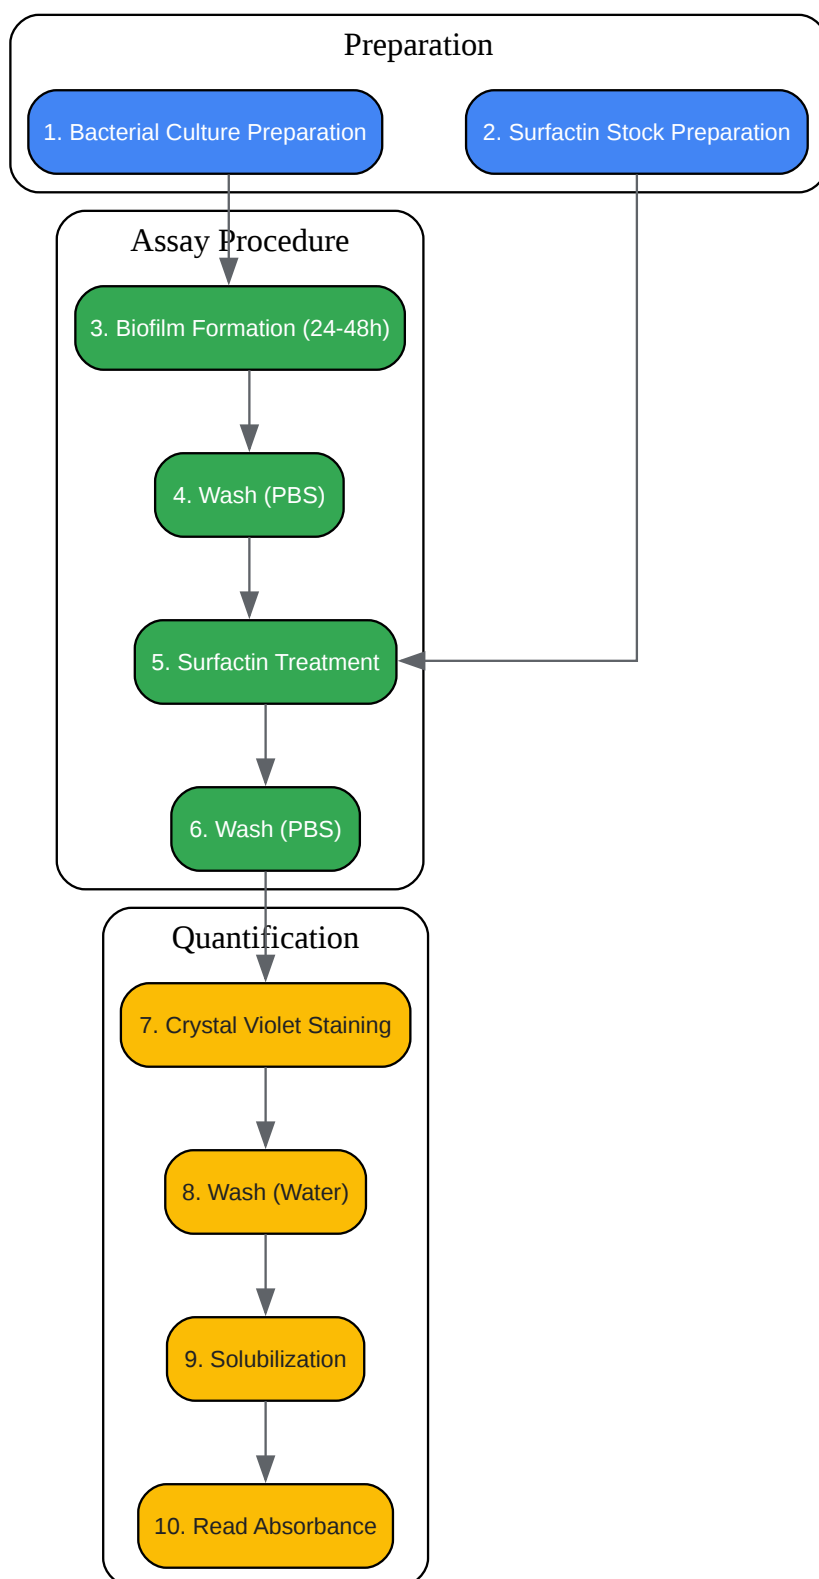 Preparation
1. Bacterial Culture Preparation
2. Surfactin Stock Preparation
Assay Procedure
3. Biofilm Formation (24-48h)
4. Wash (PBS)
5. Surfactin Treatment
6. Wash (PBS)
Quantification
7. Crystal Violet Staining
8. Wash (Water)
9. Solubilization
10. Read Absorbance